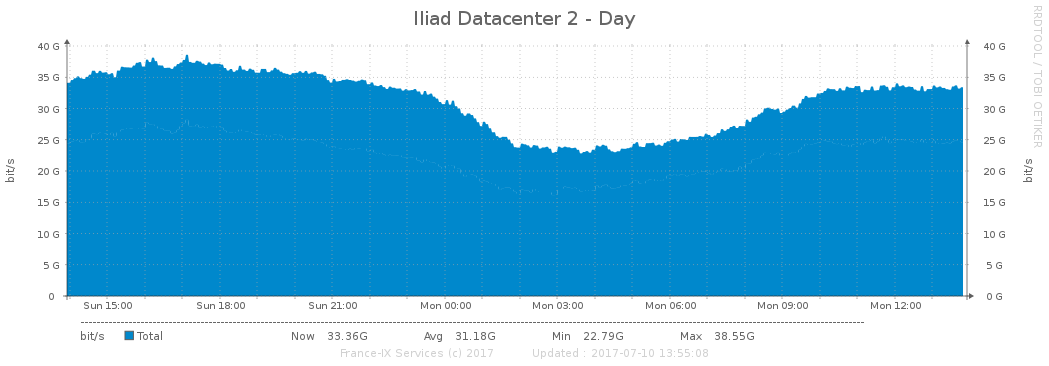 Iliad Datacenter 2 - Day
RRDTOOL / TOBI OETIKER
bit/s
40 G
35 G
30 G
25 G
20 G
15 G
10 G
5 G
0
40 G
35 G
30 G
25 G
20 G
15 G
10 G
5 G
0 G
bit/s
Sun 15:00 Sun 18:00 Sun 21:00 Mon 00:00 Mon 03:00 Mon 06:00 Mon 09:00 Mon 12:00
bit/s Total Now 33.36G Avg 31.18G Min 22.79G Max 38.55G
France-IX Services (c) 2017 Updated : 2017-07-10 13:55:08